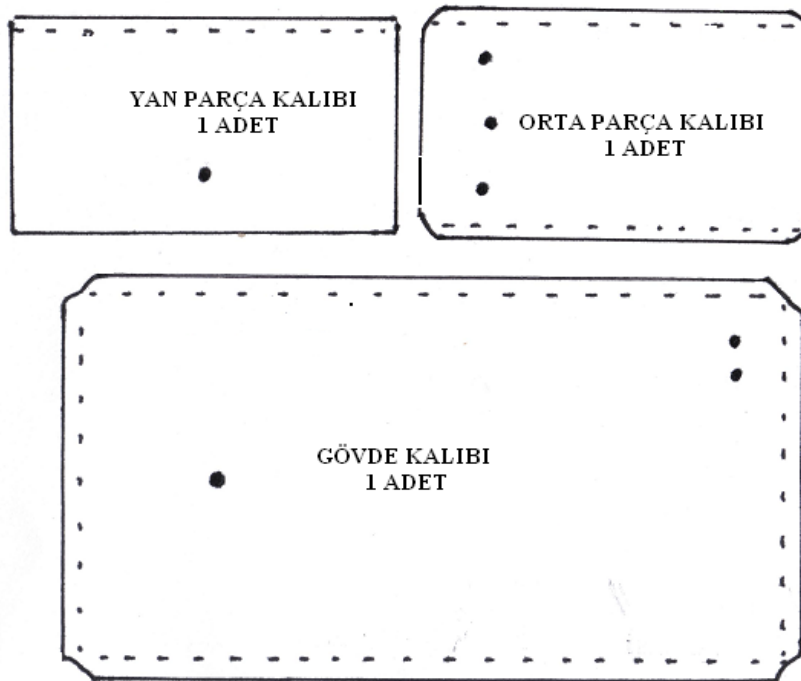 YAN PARÇA KALIBI
1 ADET
ORTA PARÇA KALIBI
1 ADET
GÖVDE KALIBI
1 ADET